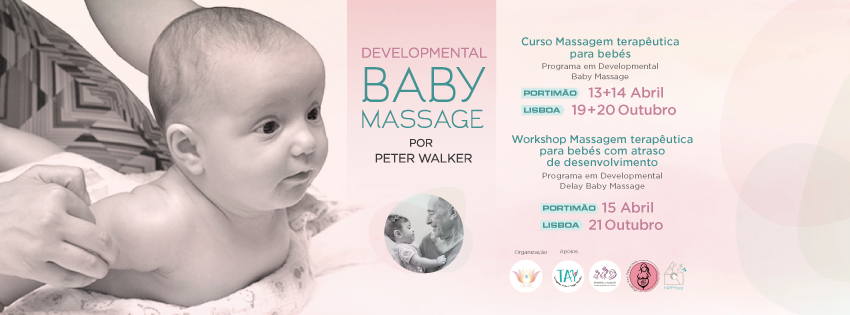 DEVELOPMENTAL
BABY
MASSAGE
POR
PETER WALKER
Curso Massagem terapêutica
para bebés
Programa em Developmental
Baby Massage
PORTIMÃO 13+14 Abril
LISBOA 19+20 Outubro
Workshop Massagem terapêutica
para bebés com atraso
de desenvolvimento
Programa em Developmental
Delay Baby Massage
PORTIMÃO 15 Abril
LISBOA 21 Outubro
Organização
Apoios
TAY